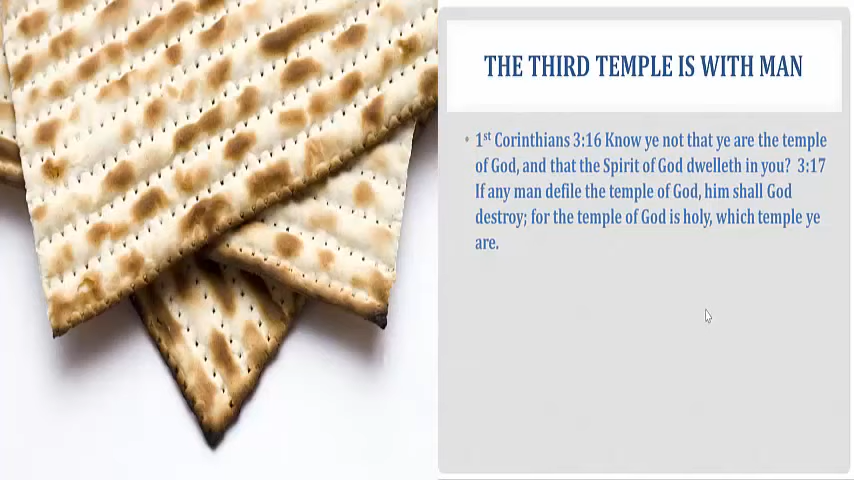 THE THIRD TEMPLE IS WITH MAN
• 1st Corinthians 3:16 Know ye not that ye are the temple
of God, and that the Spirit of God dwelleth in you? 3:17
If any man defile the temple of God, him shall God
destroy; for the temple of God is holy, which temple ye
are.